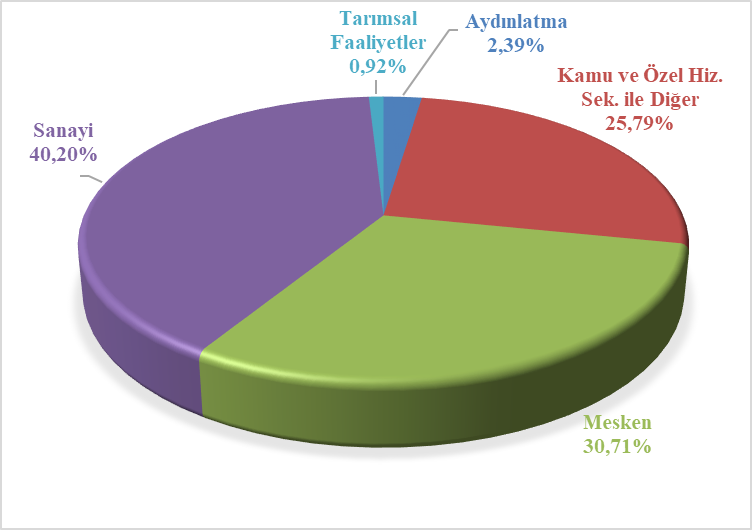 Tarımsal
Faaliyetler
0,92%
Aydınlatma
2,39%
Kamu ve Özel Hiz.
Sek. ile Diğer
25,79%
Sanayi
40,20%
Mesken
30,71%